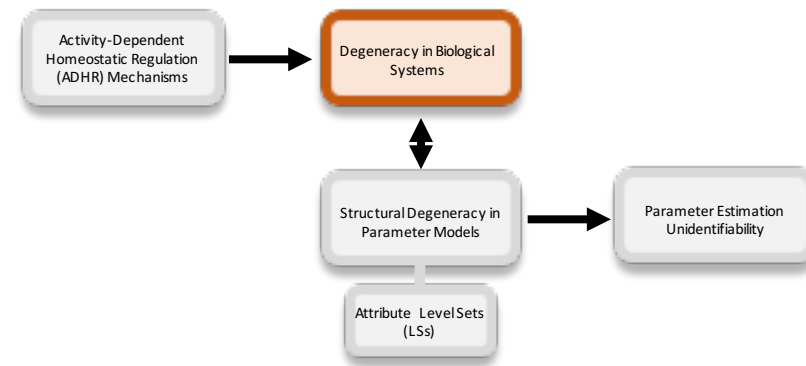 Activity-Dependent
Homeostatic Regulation
(ADHR) Mechanisms
Degeneracy in Biological
Systems
Structural Degeneracy in
Parameter Models
Parameter Estimation
Unidentifiability
Attribute Level Sets
(LSs)